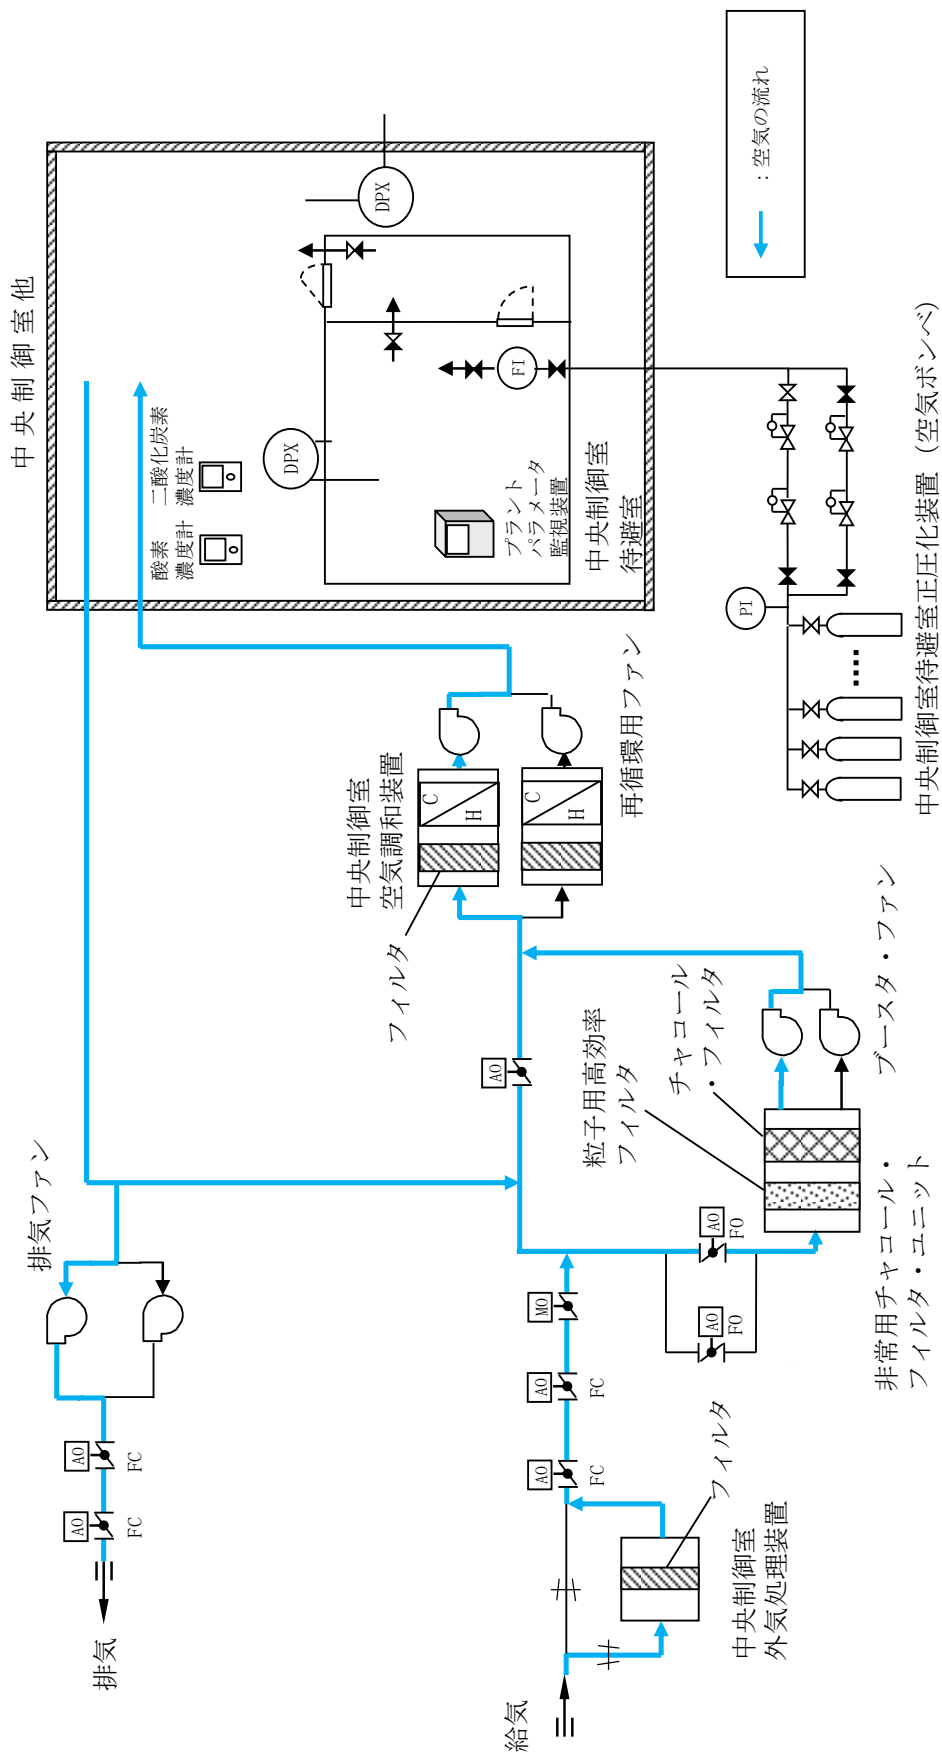 中央制御室他
二酸化炭素
濃度計
酸素
濃度計
DPX
DPX
FI
プラント
パラメータ
監視装置
中央制御室
待避室
：空気の流れ
PI
中央制御室待避室正圧化装置（空気ボンベ）
再循環用ファン
中央制御室
空気調和装置
C
H
C
H
フィルタ
AO
粒子用高効率
フィルタ
チャコール
・フィルタ
ブースタ・ファン
非常用チャコール・
フィルタ・ユニット
AO
FO
AO
FO
MO
AO
FC
AO
FC
フィルタ
中央制御室
外気処理装置
給気
排気ファン
AO
FC
AO
FC
排気